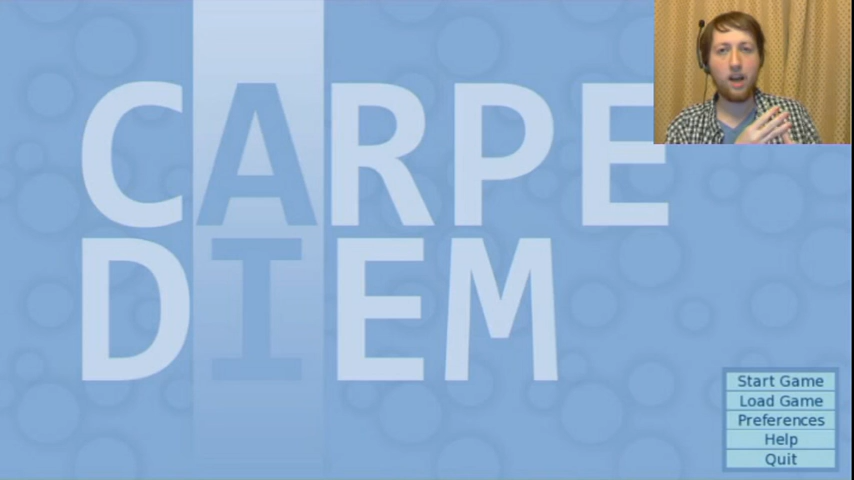 CARPE
DIEM
Start Game
Load Game
Preferences
Help
Quit